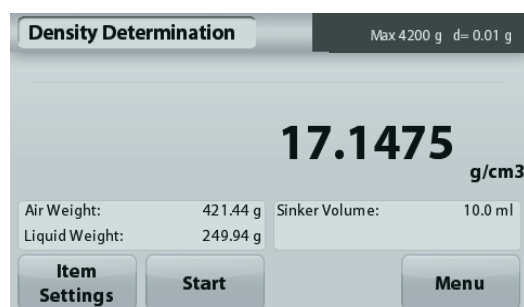 Density Determination
Max 4200 g d= 0.01 g
17.1475
g/cm3
Air Weight: 421.44 g
Liquid Weight: 249.94 g
Sinker Volume: 10.0 ml
Item
Settings
Start
Menu